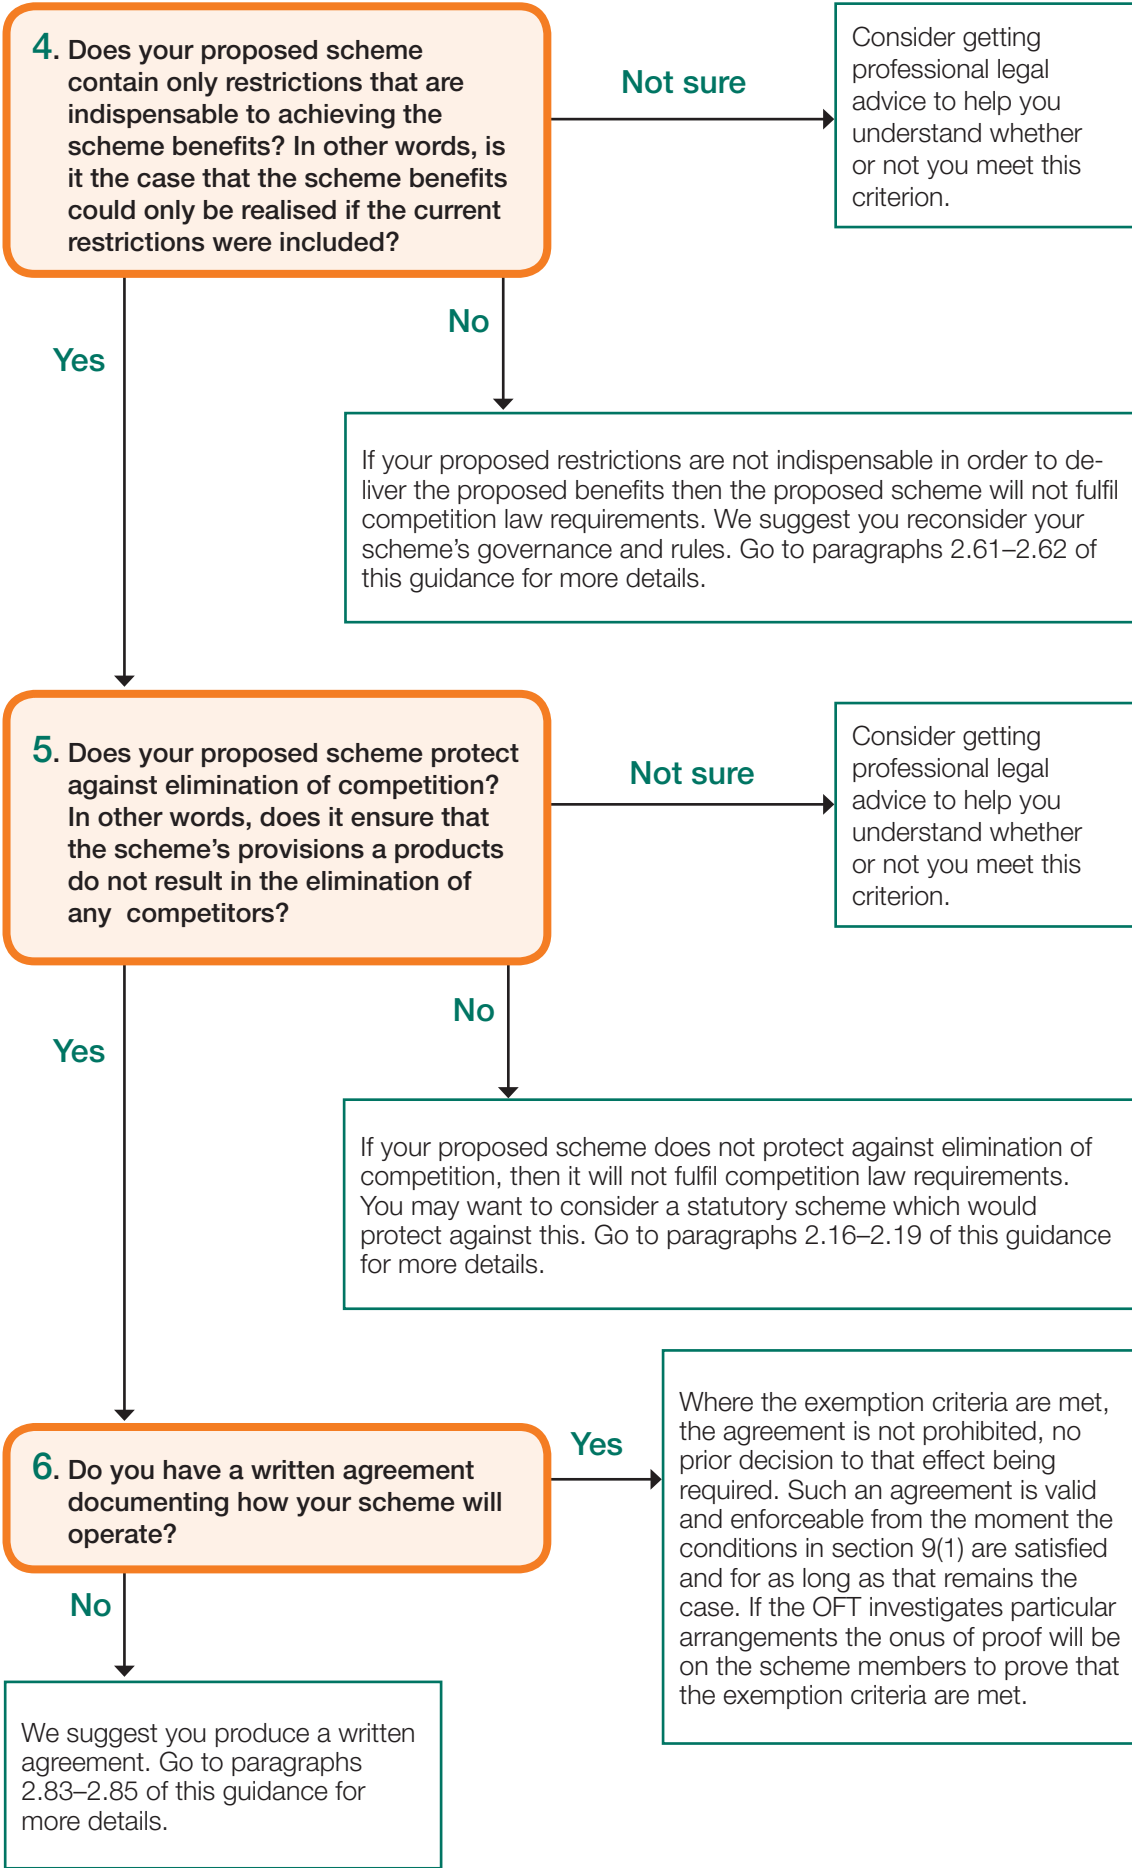 4. Does your proposed scheme
contain only restrictions that are
indispensable to achieving the
scheme benefits? In other words, is
it the case that the scheme benefits
could only be realised if the current
restrictions were included?
Not sure
Consider getting
professional legal
advice to help you
understand whether
or not you meet this
criterion.
No
Yes
If your proposed restrictions are not indispensable in order to de-
liver the proposed benefits then the proposed scheme will not fulfil
competition law requirements. We suggest you reconsider your
scheme’s governance and rules. Go to paragraphs 2.61–2.62 of
this guidance for more details.
5. Does your proposed scheme protect
against elimination of competition?
In other words, does it ensure that
the scheme’s provisions a products
do not result in the elimination of
any competitors?
Not sure
Consider getting
professional legal
advice to help you
understand whether
or not you meet this
criterion.
No
Yes
If your proposed scheme does not protect against elimination of
competition, then it will not fulfil competition law requirements.
You may want to consider a statutory scheme which would
protect against this. Go to paragraphs 2.16–2.19 of this guidance
for more details.
6. Do you have a written agreement
documenting how your scheme will
operate?
Yes
Where the exemption criteria are met,
the agreement is not prohibited, no
prior decision to that effect being
required. Such an agreement is valid
and enforceable from the moment the
conditions in section 9(1) are satisfied
and for as long as that remains the
case. If the OFT investigates particular
arrangements the onus of proof will be
on the scheme members to prove that
the exemption criteria are met.
No
We suggest you produce a written
agreement. Go to paragraphs
2.83–2.85 of this guidance for
more details.